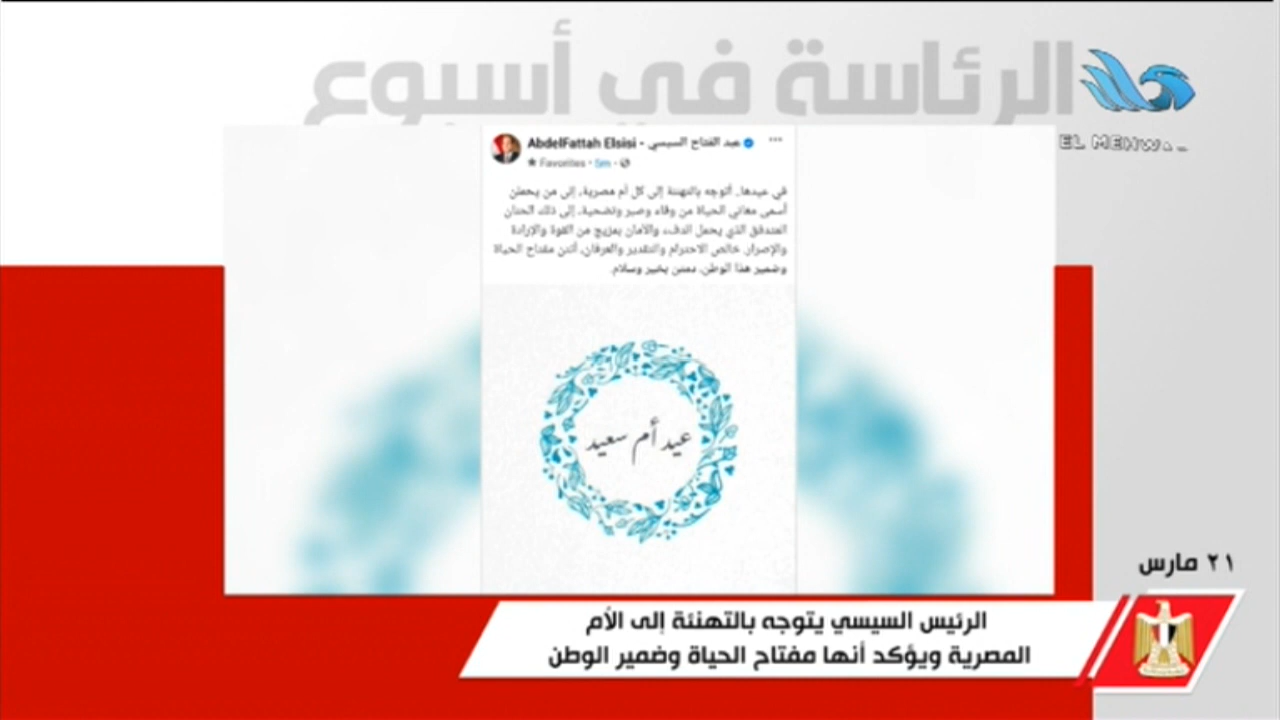 الرئاسة في أسبوع
EL MEHWA
AbdelFattah Elsisi - عبد الفتاح السيسي
Favorites · 5m
في عيدها.. أتوجه بالتهنئة إلى كل أم مصرية، إلى من يحملن
أسمى معاني الحياة من وفاء وصبر وتضحية.. إلى ذلك الحنان
المتدفق الذي يحمل الدفء والأمان بمزيج من القوة والإرادة
والإصرار. خالص الاحترام والتقدير والعرفان، أنتن مفتاح الحياة
وضمير هذا الوطن. دمتن بخير وسلام.
عيد أم سعيد
٢١ مارس
الرئيس السيسي يتوجه بالتهنئة إلى الأم
المصرية ويؤكد أنها مفتاح الحياة وضمير الوطن